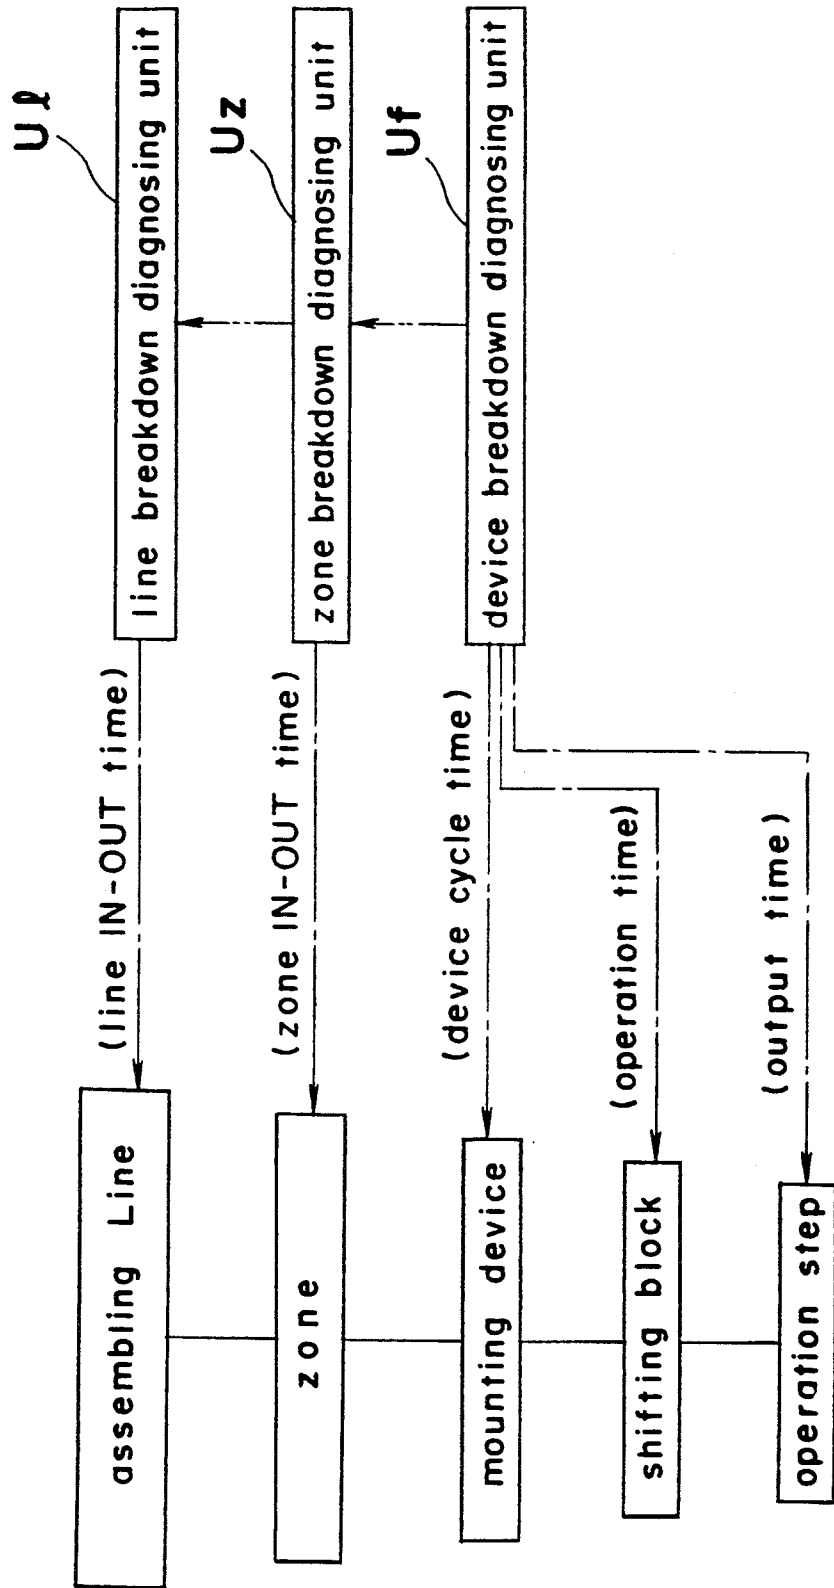 Uℓ
line breakdown diagnosing unit
(line IN-OUT time)
assembling Line
Uz
zone breakdown diagnosing unit
(zone IN-OUT time)
zone
Uf
device breakdown diagnosing unit
(device cycle time)
mounting device
(operation time)
shifting block
(output time)
operation step